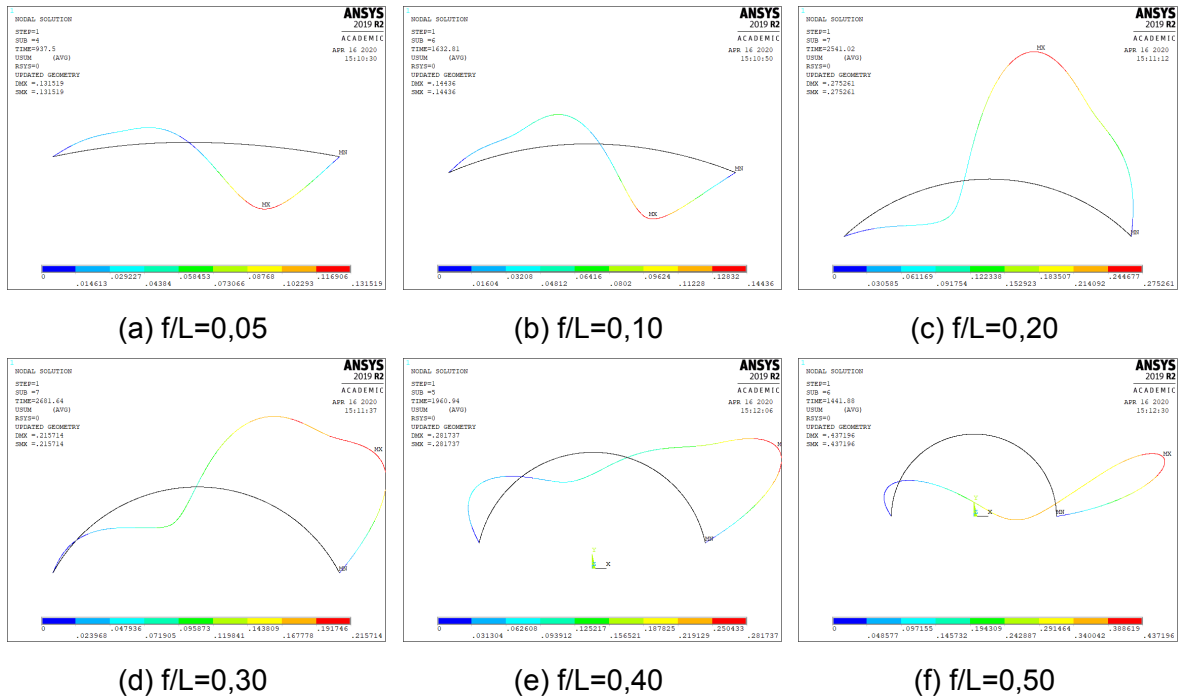 1
NODAL SOLUTION
STEP=1
SUB =4
TIME=937.5
USUM (AVG)
RSYS=0
UPDATED GEOMETRY
DMX =.131519
SMX =.131519
ANSYS
2019 R2
ACADEMIC
APR 16 2020
15:10:30
MN
MX
0 .029227 .058453 .08768 .116906
.014613 .04384 .073066 .102293 .131519
(a) f/L=0,05
1
NODAL SOLUTION
STEP=1
SUB =6
TIME=1632.81
USUM (AVG)
RSYS=0
UPDATED GEOMETRY
DMX =.14436
SMX =.14436
ANSYS
2019 R2
ACADEMIC
APR 16 2020
15:10:50
MN
MX
0 .03208 .06416 .09624 .12832
.01604 .04812 .0802 .11228 .14436
(b) f/L=0,10
1
NODAL SOLUTION
STEP=1
SUB =7
TIME=2541.02
USUM (AVG)
RSYS=0
UPDATED GEOMETRY
DMX =.275261
SMX =.275261
ANSYS
2019 R2
ACADEMIC
APR 16 2020
15:11:12
MX
MN
0 .061169 .122338 .183507 .244677
.030585 .091754 .152923 .214092 .275261
(c) f/L=0,20
1
NODAL SOLUTION
STEP=1
SUB =7
TIME=2681.64
USUM (AVG)
RSYS=0
UPDATED GEOMETRY
DMX =.215714
SMX =.215714
ANSYS
2019 R2
ACADEMIC
APR 16 2020
15:11:37
MX
MN
0 .047936 .095873 .143809 .191746
.023968 .071905 .119841 .167778 .215714
(d) f/L=0,30
1
NODAL SOLUTION
STEP=1
SUB =5
TIME=1960.94
USUM (AVG)
RSYS=0
UPDATED GEOMETRY
DMX =.281737
SMX =.281737
ANSYS
2019 R2
ACADEMIC
APR 16 2020
15:12:06
MN
Y
Z X
0 .062608 .125217 .187825 .250433
.031304 .093912 .156521 .219129 .281737
(e) f/L=0,40
1
NODAL SOLUTION
STEP=1
SUB =6
TIME=1441.88
USUM (AVG)
RSYS=0
UPDATED GEOMETRY
DMX =.437196
SMX =.437196
ANSYS
2019 R2
ACADEMIC
APR 16 2020
15:12:30
MX
Y
Z X
MN
0 .097155 .194309 .291464 .388619
.048577 .145732 .242887 .340042 .437196
(f) f/L=0,50